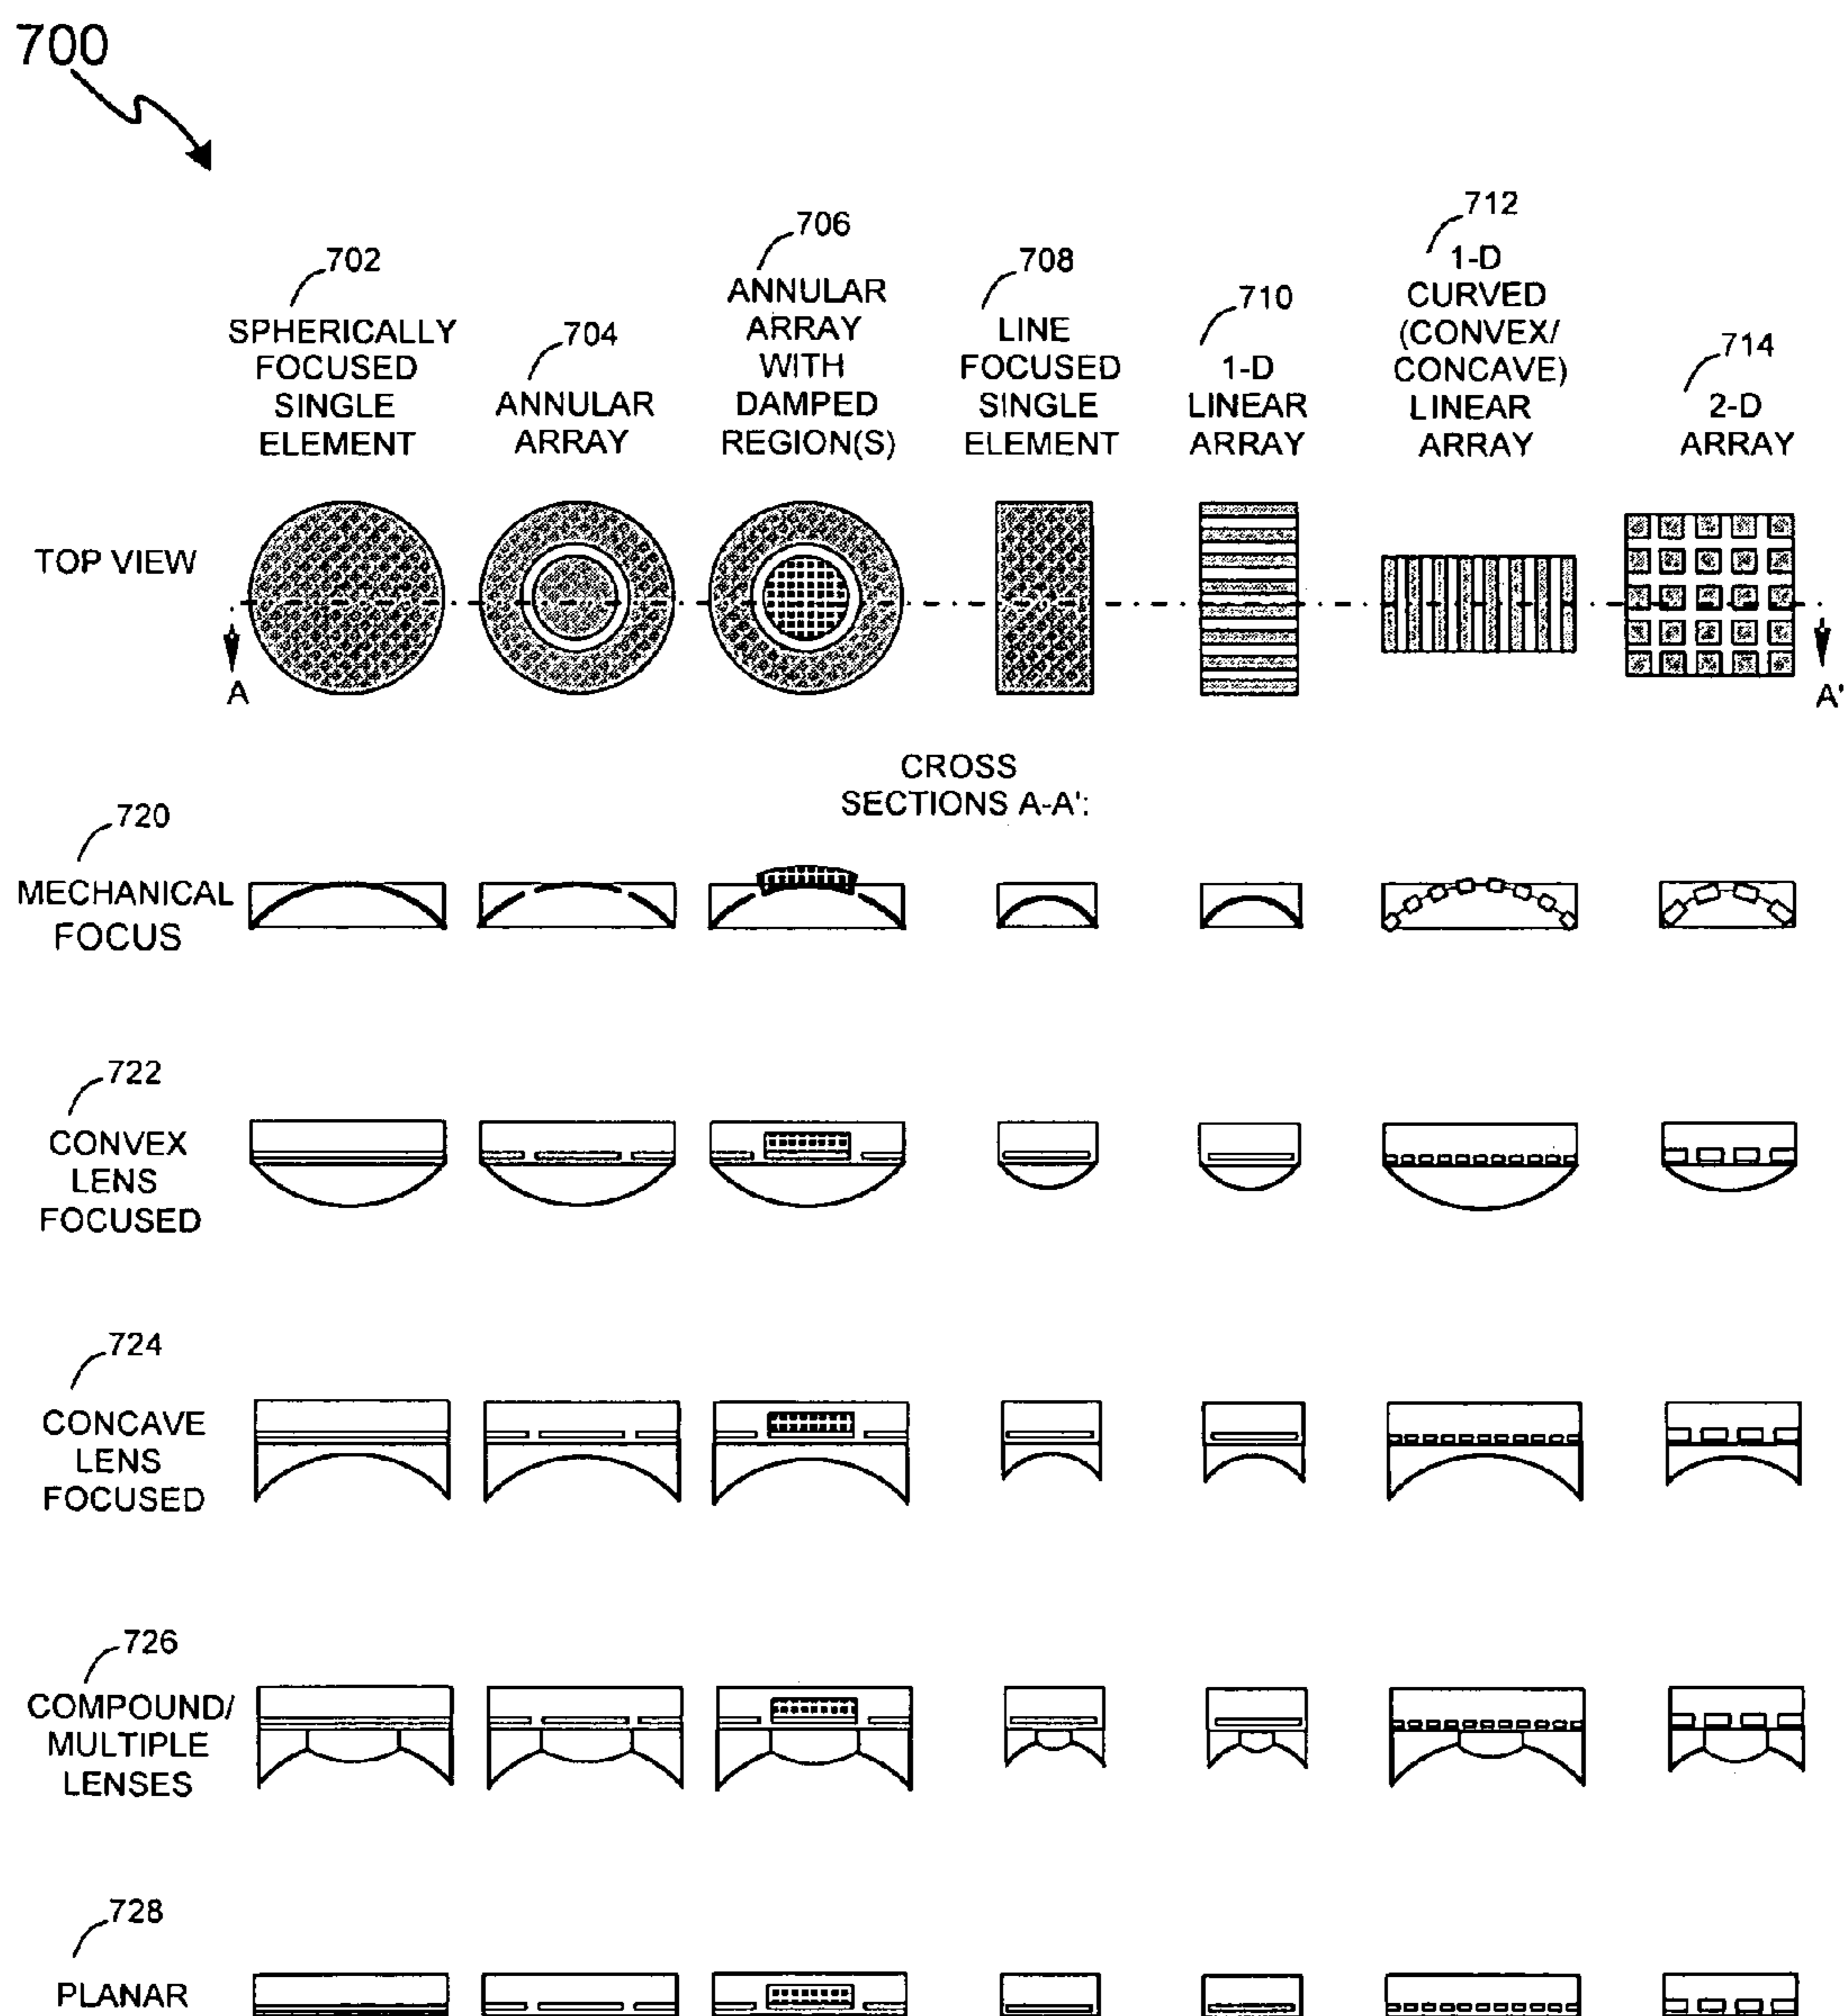 700
702
SPHERICALLY
FOCUSED
SINGLE
ELEMENT
704
ANNULAR
ARRAY
706
ANNULAR
ARRAY
WITH
DAMPED
REGION(S)
708
LINE
FOCUSED
SINGLE
ELEMENT
710
1-D
LINEAR
ARRAY
712
1-D
CURVED
(CONVEX/
CONCAVE)
LINEAR
ARRAY
714
2-D
ARRAY
TOP VIEW
A
A'
CROSS
SECTIONS A-A':
720
MECHANICAL
FOCUS
722
CONVEX
LENS
FOCUSED
724
CONCAVE
LENS
FOCUSED
726
COMPOUND/
MULTIPLE
LENSES
728
PLANAR